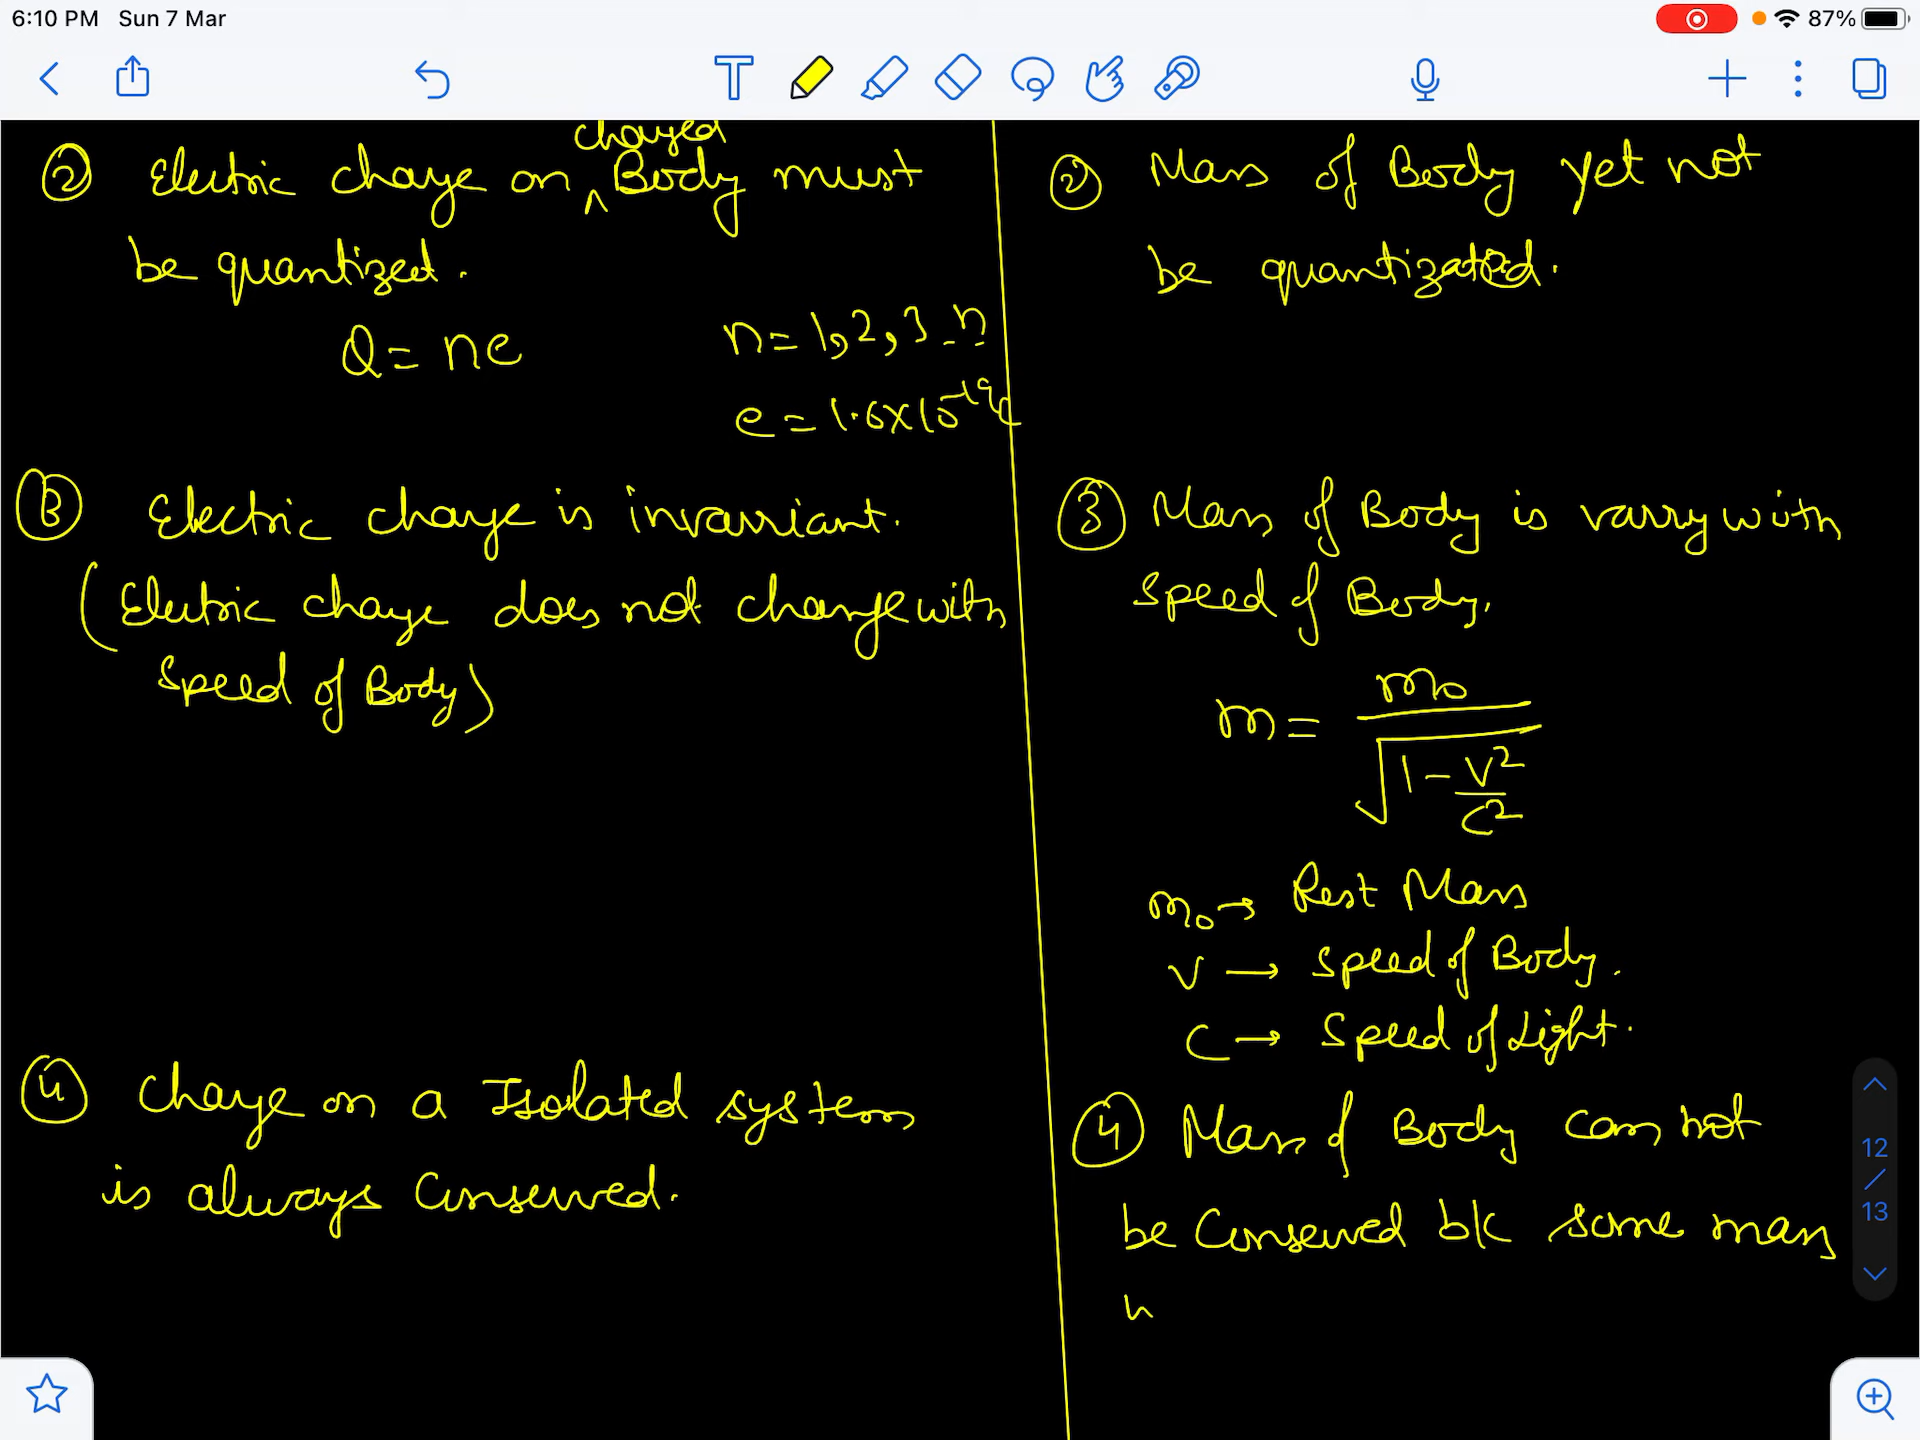 6:10 PM Sun 7 Mar
87%
charged
② Electric charge on ^ Body must
be quantized.
Q = ne
n = 1, 2, 3 -- n
e = 1.6×10⁻¹⁹C
③ Electric charge is invarriant.
(Electric charge does not change with
Speed of Body)
④ Charge on a Isolated system
is always Conserved.
② Mass of Body yet not
be quantizated.
③ Mass of Body is varry with
Speed of Body.
m = m₀ / √(1 - v²/c²)
m₀ → Rest Mass
V → Speed of Body.
C → Speed of Light.
④ Mass of Body can not
be Conserved b/c some mass
12
/
13